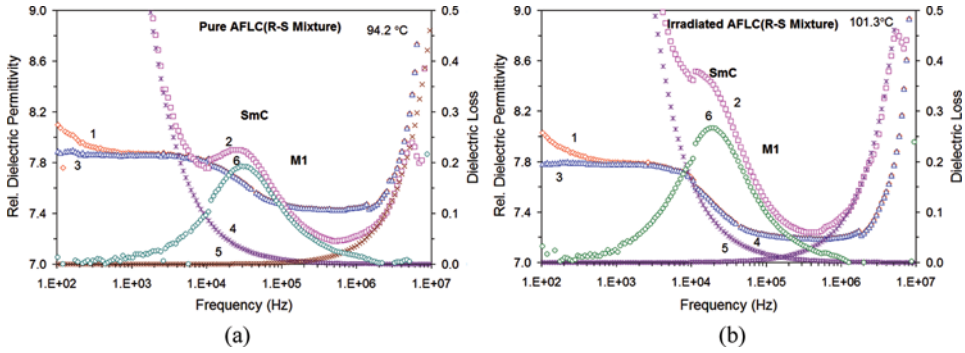 9.0
8.6
8.2
7.8
7.4
7.0
Rel. Dielectric Permittivity
Pure AFLC(R-S Mixture)
94.2 °C
SmC
M1
1
2
3
4
5
6
0.5
0.4
0.3
0.2
0.1
0.0
Dielectric Loss
1.E+02
1.E+03
1.E+04
1.E+05
1.E+06
1.E+07
Frequency (Hz)
(a)
9.0
8.6
8.2
7.8
7.4
7.0
Rel. Dielectric Permittivity
Irradiated AFLC(R-S Mixture)
101.3°C
SmC
M1
1
2
3
4
5
6
0.5
0.4
0.3
0.2
0.1
0.0
Dielectric Loss
1.E+02
1.E+03
1.E+04
1.E+05
1.E+06
1.E+07
Frequency (Hz)
(b)